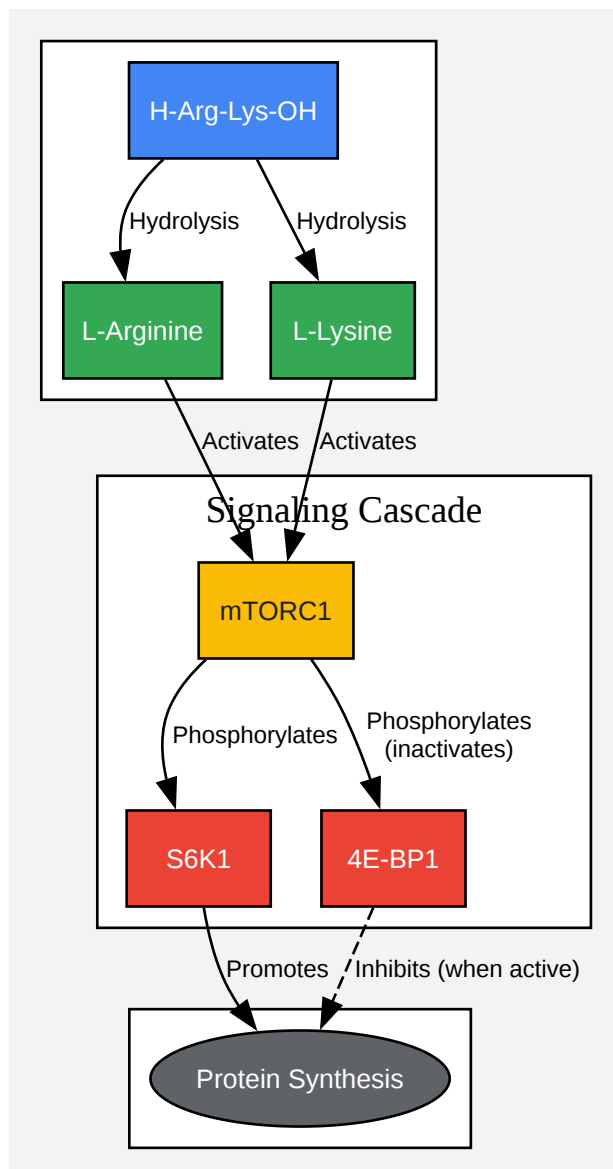 H-Arg-Lys-OH
Hydrolysis
Hydrolysis
L-Arginine
L-Lysine
Activates
Activates
Signaling Cascade
mTORC1
Phosphorylates
Phosphorylates
(inactivates)
S6K1
4E-BP1
Promotes
Inhibits (when active)
Protein Synthesis